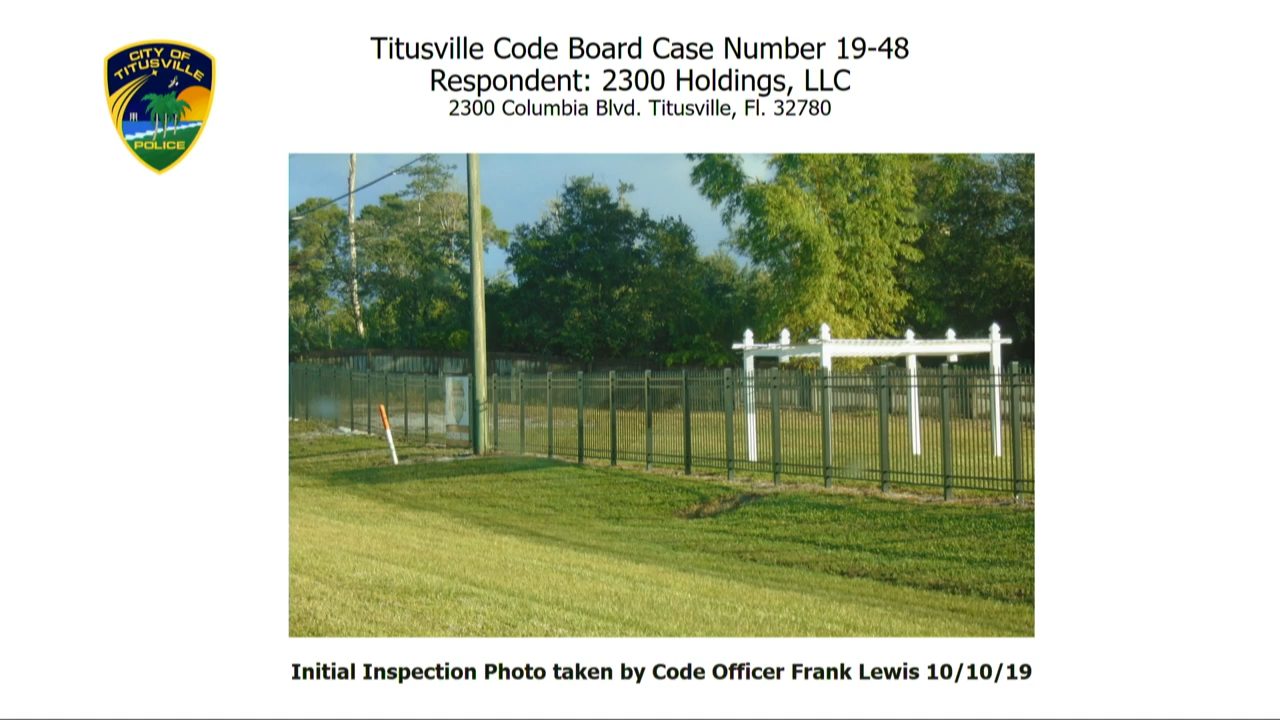 CITY OF
TITUSVILLE
POLICE
Titusville Code Board Case Number 19-48
Respondent: 2300 Holdings, LLC
2300 Columbia Blvd. Titusville, Fl. 32780
Initial Inspection Photo taken by Code Officer Frank Lewis 10/10/19